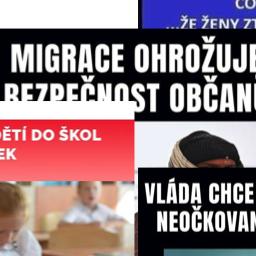 CO
...ŽE ŽENY ZT
MIGRACE OHROŽUJE
BEZPEČNOST OBČANŮ
DĚTÍ DO ŠKOL
EK
VLÁDA CHCE
NEOČKOVAN